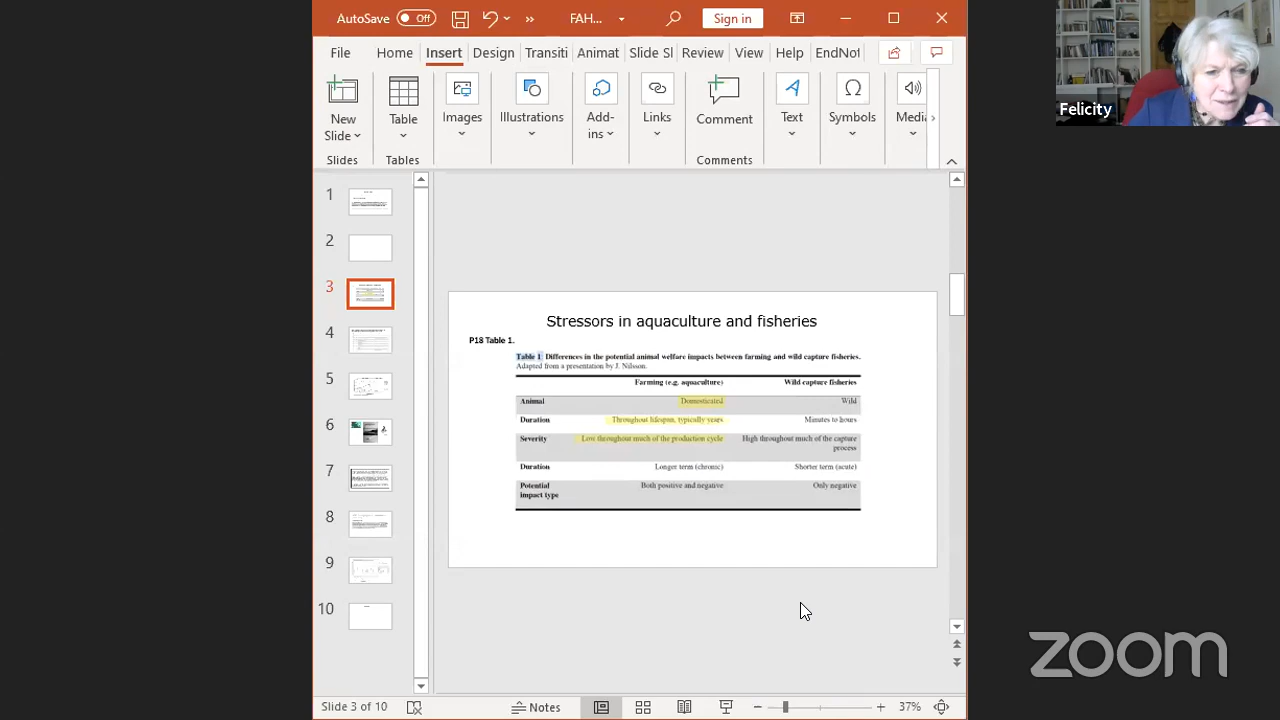 AutoSave Off FAH... Sign in
File Home Insert Design Transiti Animat Slide Sl Review View Help EndNot
New Slide Table Images Illustrations Add-ins Links Comment Text Symbols Media
Slides Tables Comments
Felicity
1
2
3
4
5
6
7
8
9
10
Stressors in aquaculture and fisheries
P18 Table 1.
Table 1: Differences in the potential animal welfare impacts between farming and wild capture fisheries.
Adapted from a presentation by J. Nilsson.
Farming (e.g. aquaculture) Wild capture fisheries
Animal Domesticated Wild
Duration Throughout lifespan, typically years Minutes to hours
Severity Low throughout much of the production cycle High throughout much of the capture
process
Duration Longer term (chronic) Shorter term (acute)
Potential Both positive and negative Only negative
impact type
zoom
Slide 3 of 10 Notes 37%